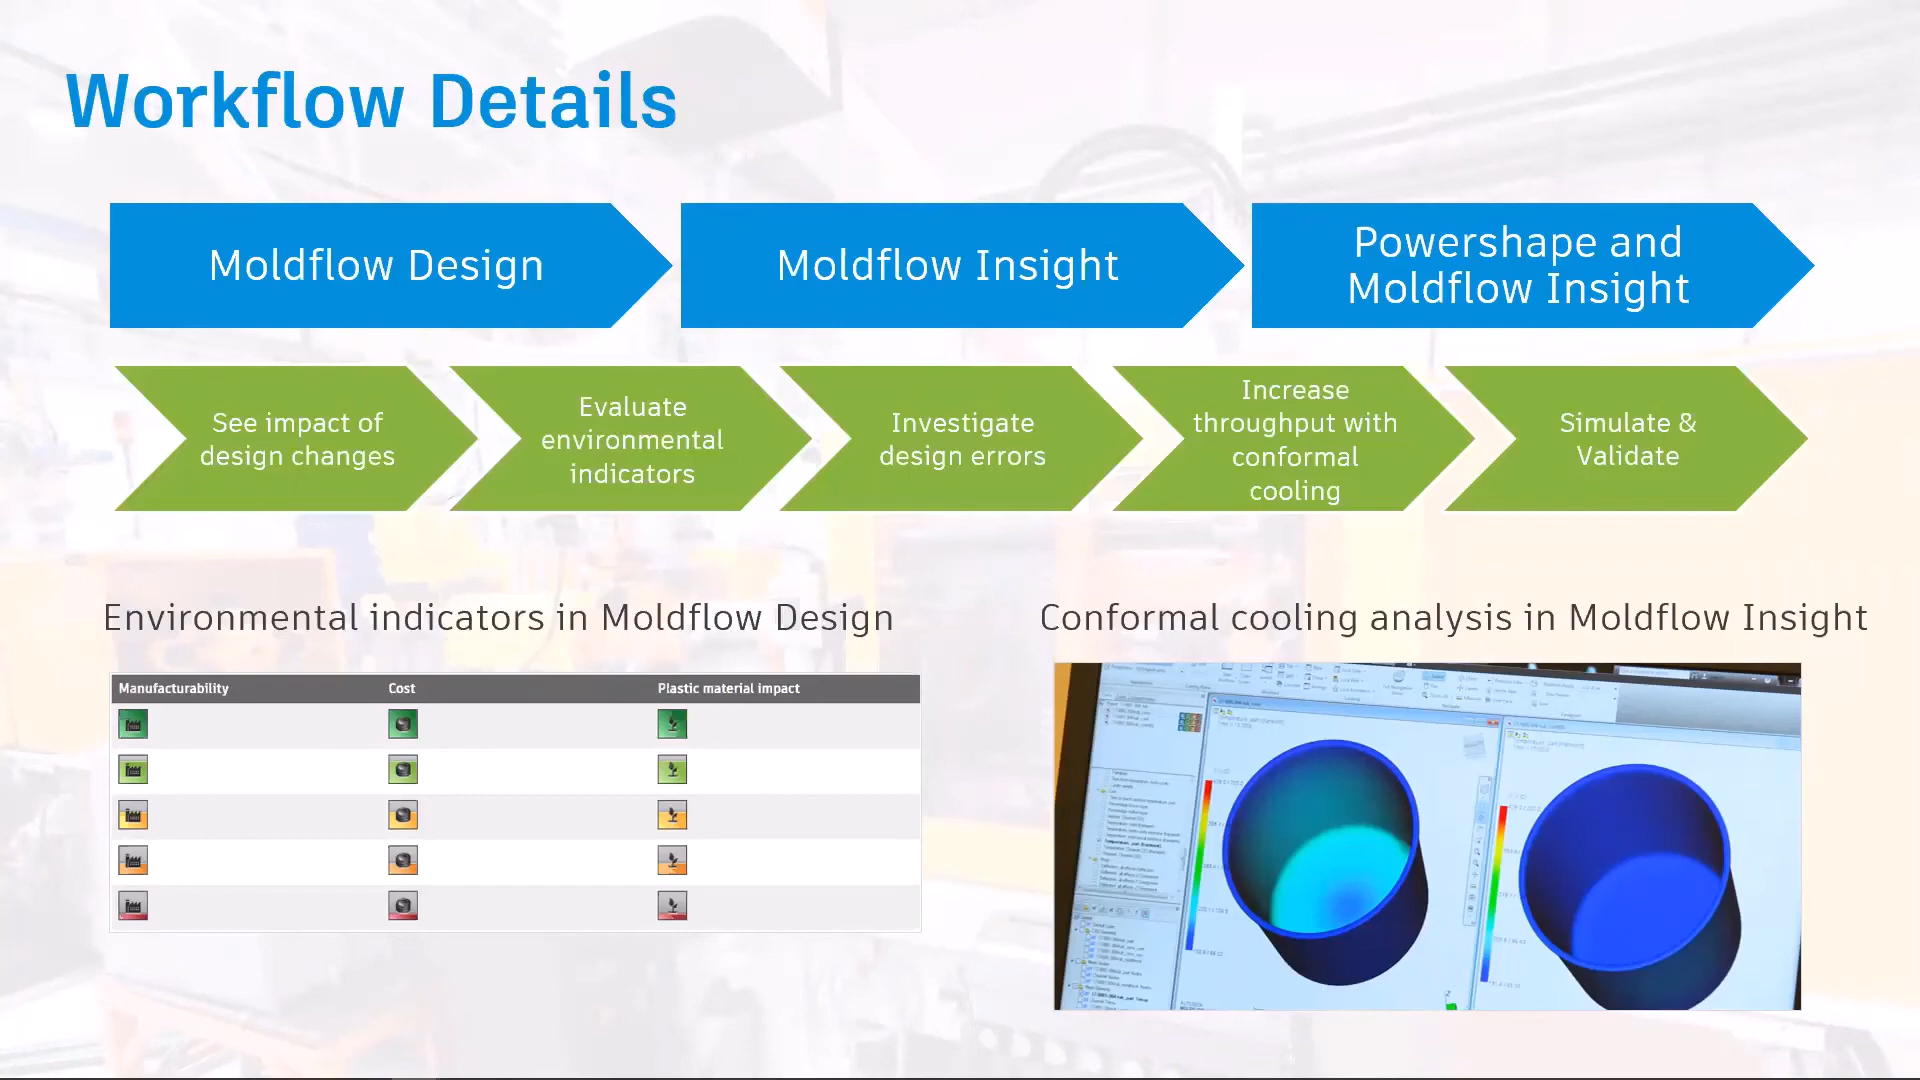 Workflow Details
Moldflow Design
Moldflow Insight
Powershape and
Moldflow Insight
See impact of
design changes
Evaluate
environmental
indicators
Investigate
design errors
Increase
throughput with
conformal
cooling
Simulate &
Validate
Environmental indicators in Moldflow Design
Conformal cooling analysis in Moldflow Insight
Manufacturability
Cost
Plastic material impact